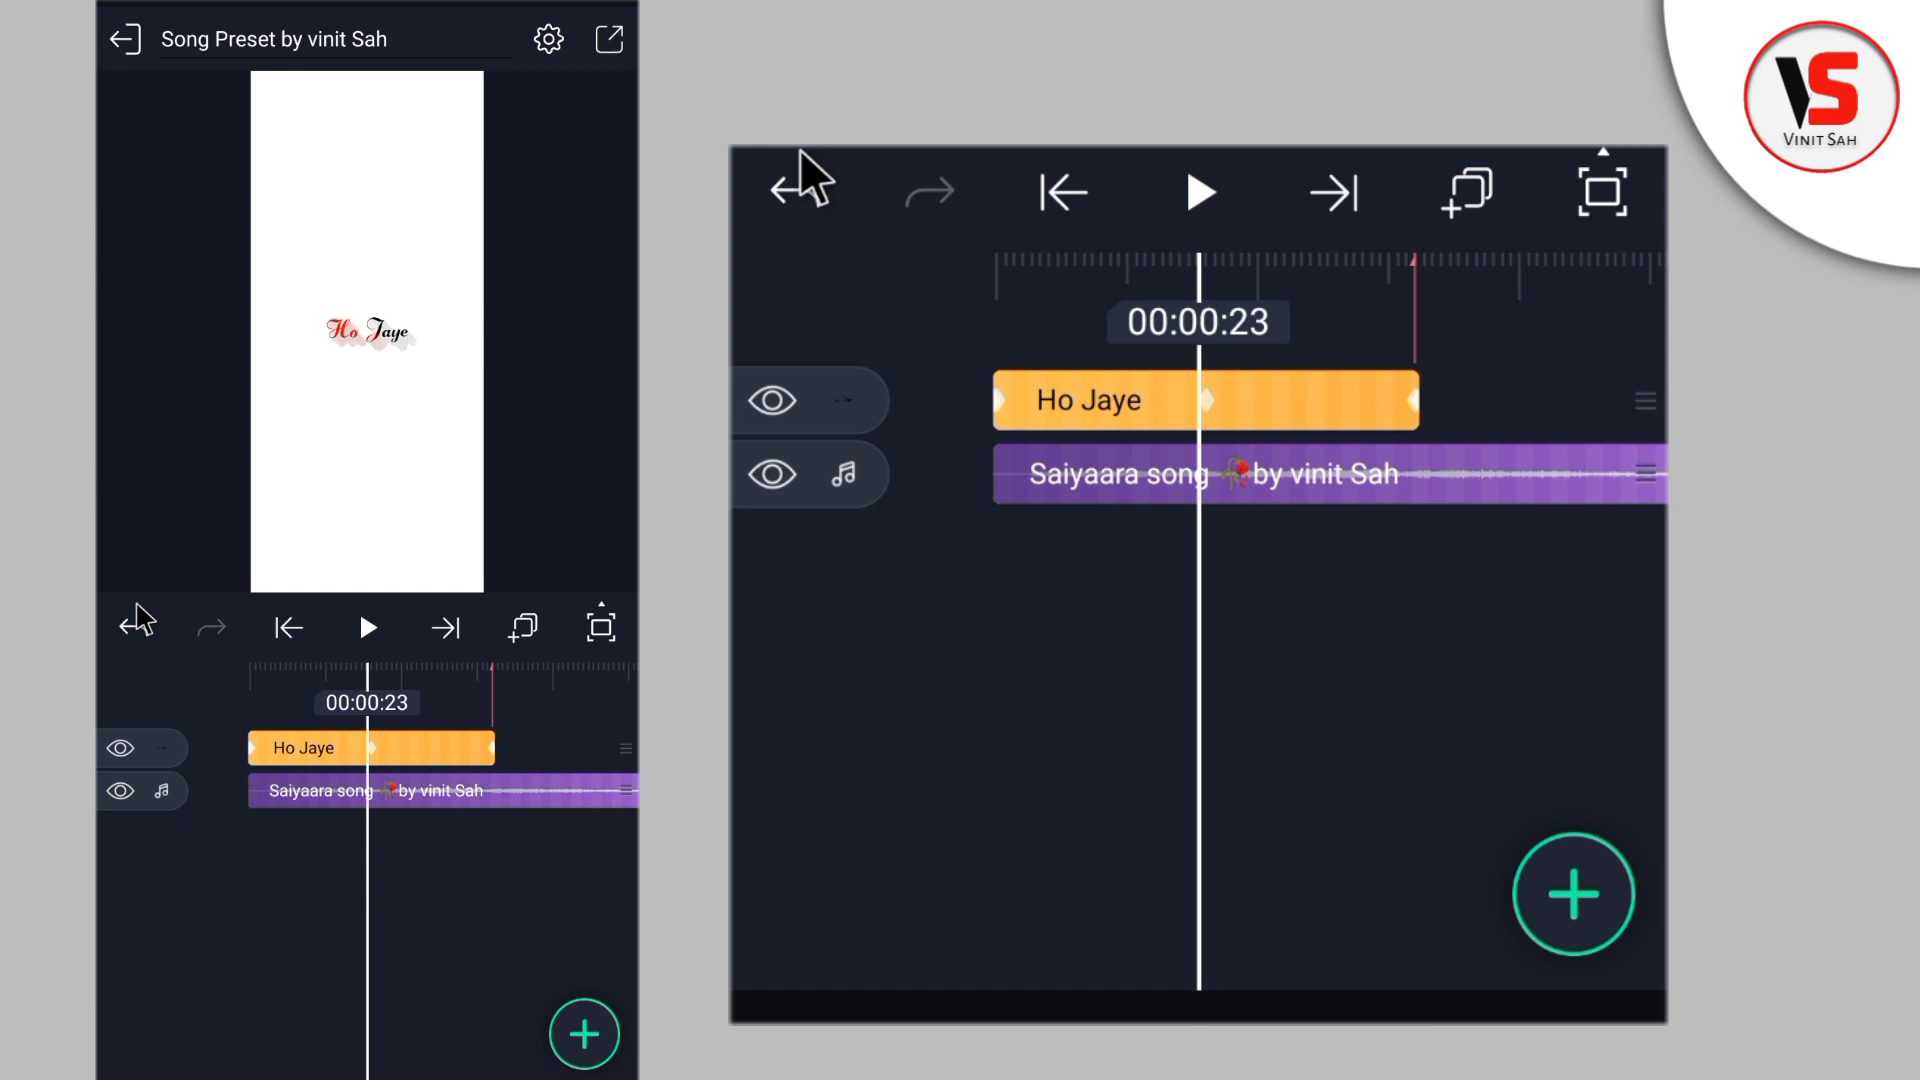 Song Preset by vinit Sah
Ho Jaye
00:00:23
Ho Jaye
Saiyaara song 🥀by vinit Sah
00:00:23
Ho Jaye
Saiyaara song 🥀by vinit Sah
VS
VINIT SAH